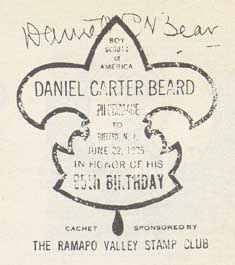 BOY
SCOUTS
of
AMERICA
DANIEL CARTER BEARD
PILGRIMAGE
TO
SUFFERN, N. Y.
JUNE 22, 1935
IN HONOR OF HIS
85th BIRTHDAY
CACHET SPONSORED BY
THE RAMAPO VALLEY STAMP CLUB